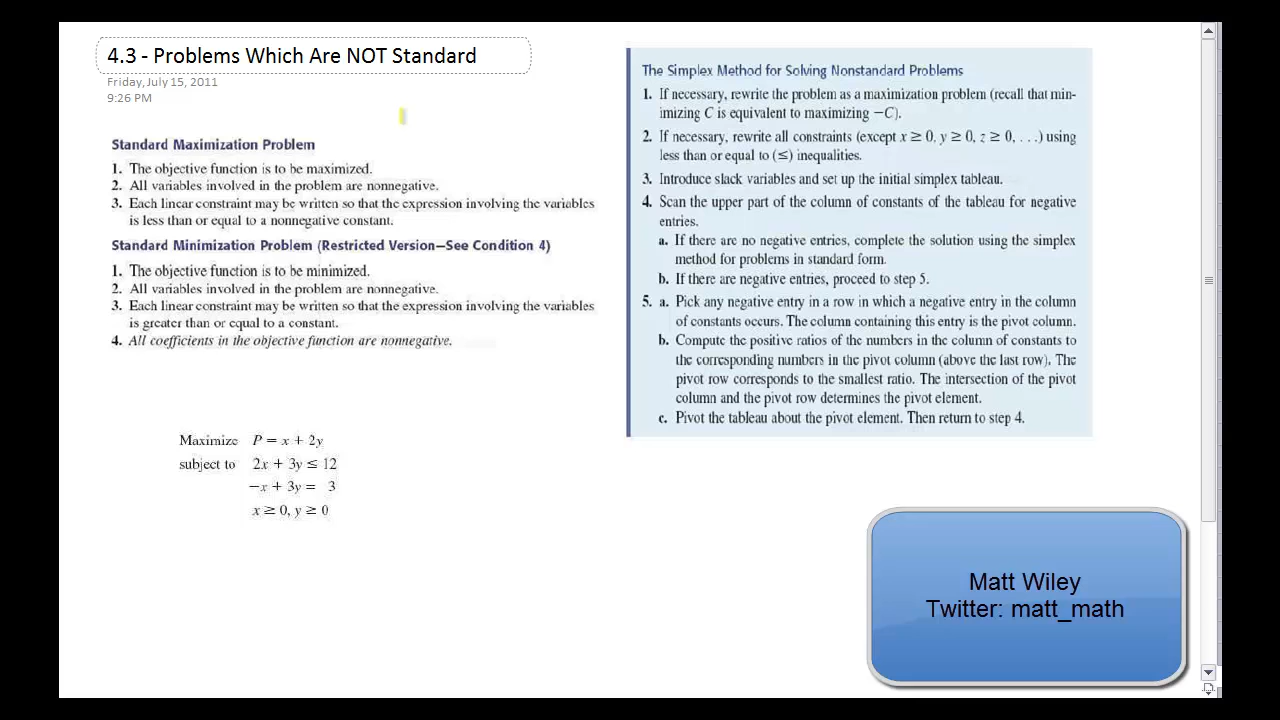 4.3 - Problems Which Are NOT Standard
Friday, July 15, 2011
9:26 PM
Standard Maximization Problem
1. The objective function is to be maximized.
2. All variables involved in the problem are nonnegative.
3. Each linear constraint may be written so that the expression involving the variables
is less than or equal to a nonnegative constant.
Standard Minimization Problem (Restricted Version—See Condition 4)
1. The objective function is to be minimized.
2. All variables involved in the problem are nonnegative.
3. Each linear constraint may be written so that the expression involving the variables
is greater than or equal to a constant.
4. All coefficients in the objective function are nonnegative.
Maximize P = x + 2y
subject to 2x + 3y ≤ 12
−x + 3y = 3
x ≥ 0, y ≥ 0
The Simplex Method for Solving Nonstandard Problems
1. If necessary, rewrite the problem as a maximization problem (recall that min-
imizing C is equivalent to maximizing −C).
2. If necessary, rewrite all constraints (except x ≥ 0, y ≥ 0, z ≥ 0, . . .) using
less than or equal to (≤) inequalities.
3. Introduce slack variables and set up the initial simplex tableau.
4. Scan the upper part of the column of constants of the tableau for negative
entries.
a. If there are no negative entries, complete the solution using the simplex
method for problems in standard form.
b. If there are negative entries, proceed to step 5.
5. a. Pick any negative entry in a row in which a negative entry in the column
of constants occurs. The column containing this entry is the pivot column.
b. Compute the positive ratios of the numbers in the column of constants to
the corresponding numbers in the pivot column (above the last row). The
pivot row corresponds to the smallest ratio. The intersection of the pivot
column and the pivot row determines the pivot element.
c. Pivot the tableau about the pivot element. Then return to step 4.
Matt Wiley
Twitter: matt_math